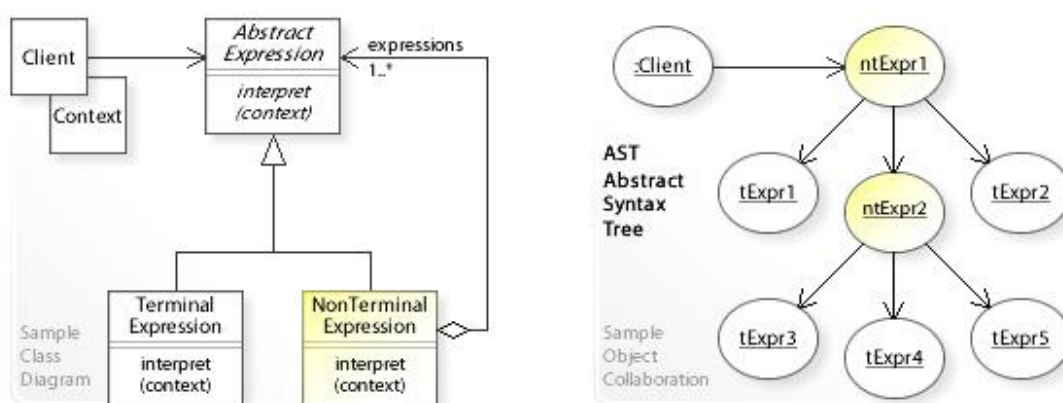 Client
Context
Abstract
Expression
interpret
(context)
expressions
1..*
Terminal
Expression
interpret
(context)
NonTerminal
Expression
interpret
(context)
Sample
Class
Diagram
:Client
ntExpr1
AST
Abstract
Syntax
Tree
tExpr1
ntExpr2
tExpr2
tExpr3
tExpr4
tExpr5
Sample
Object
Collaboration